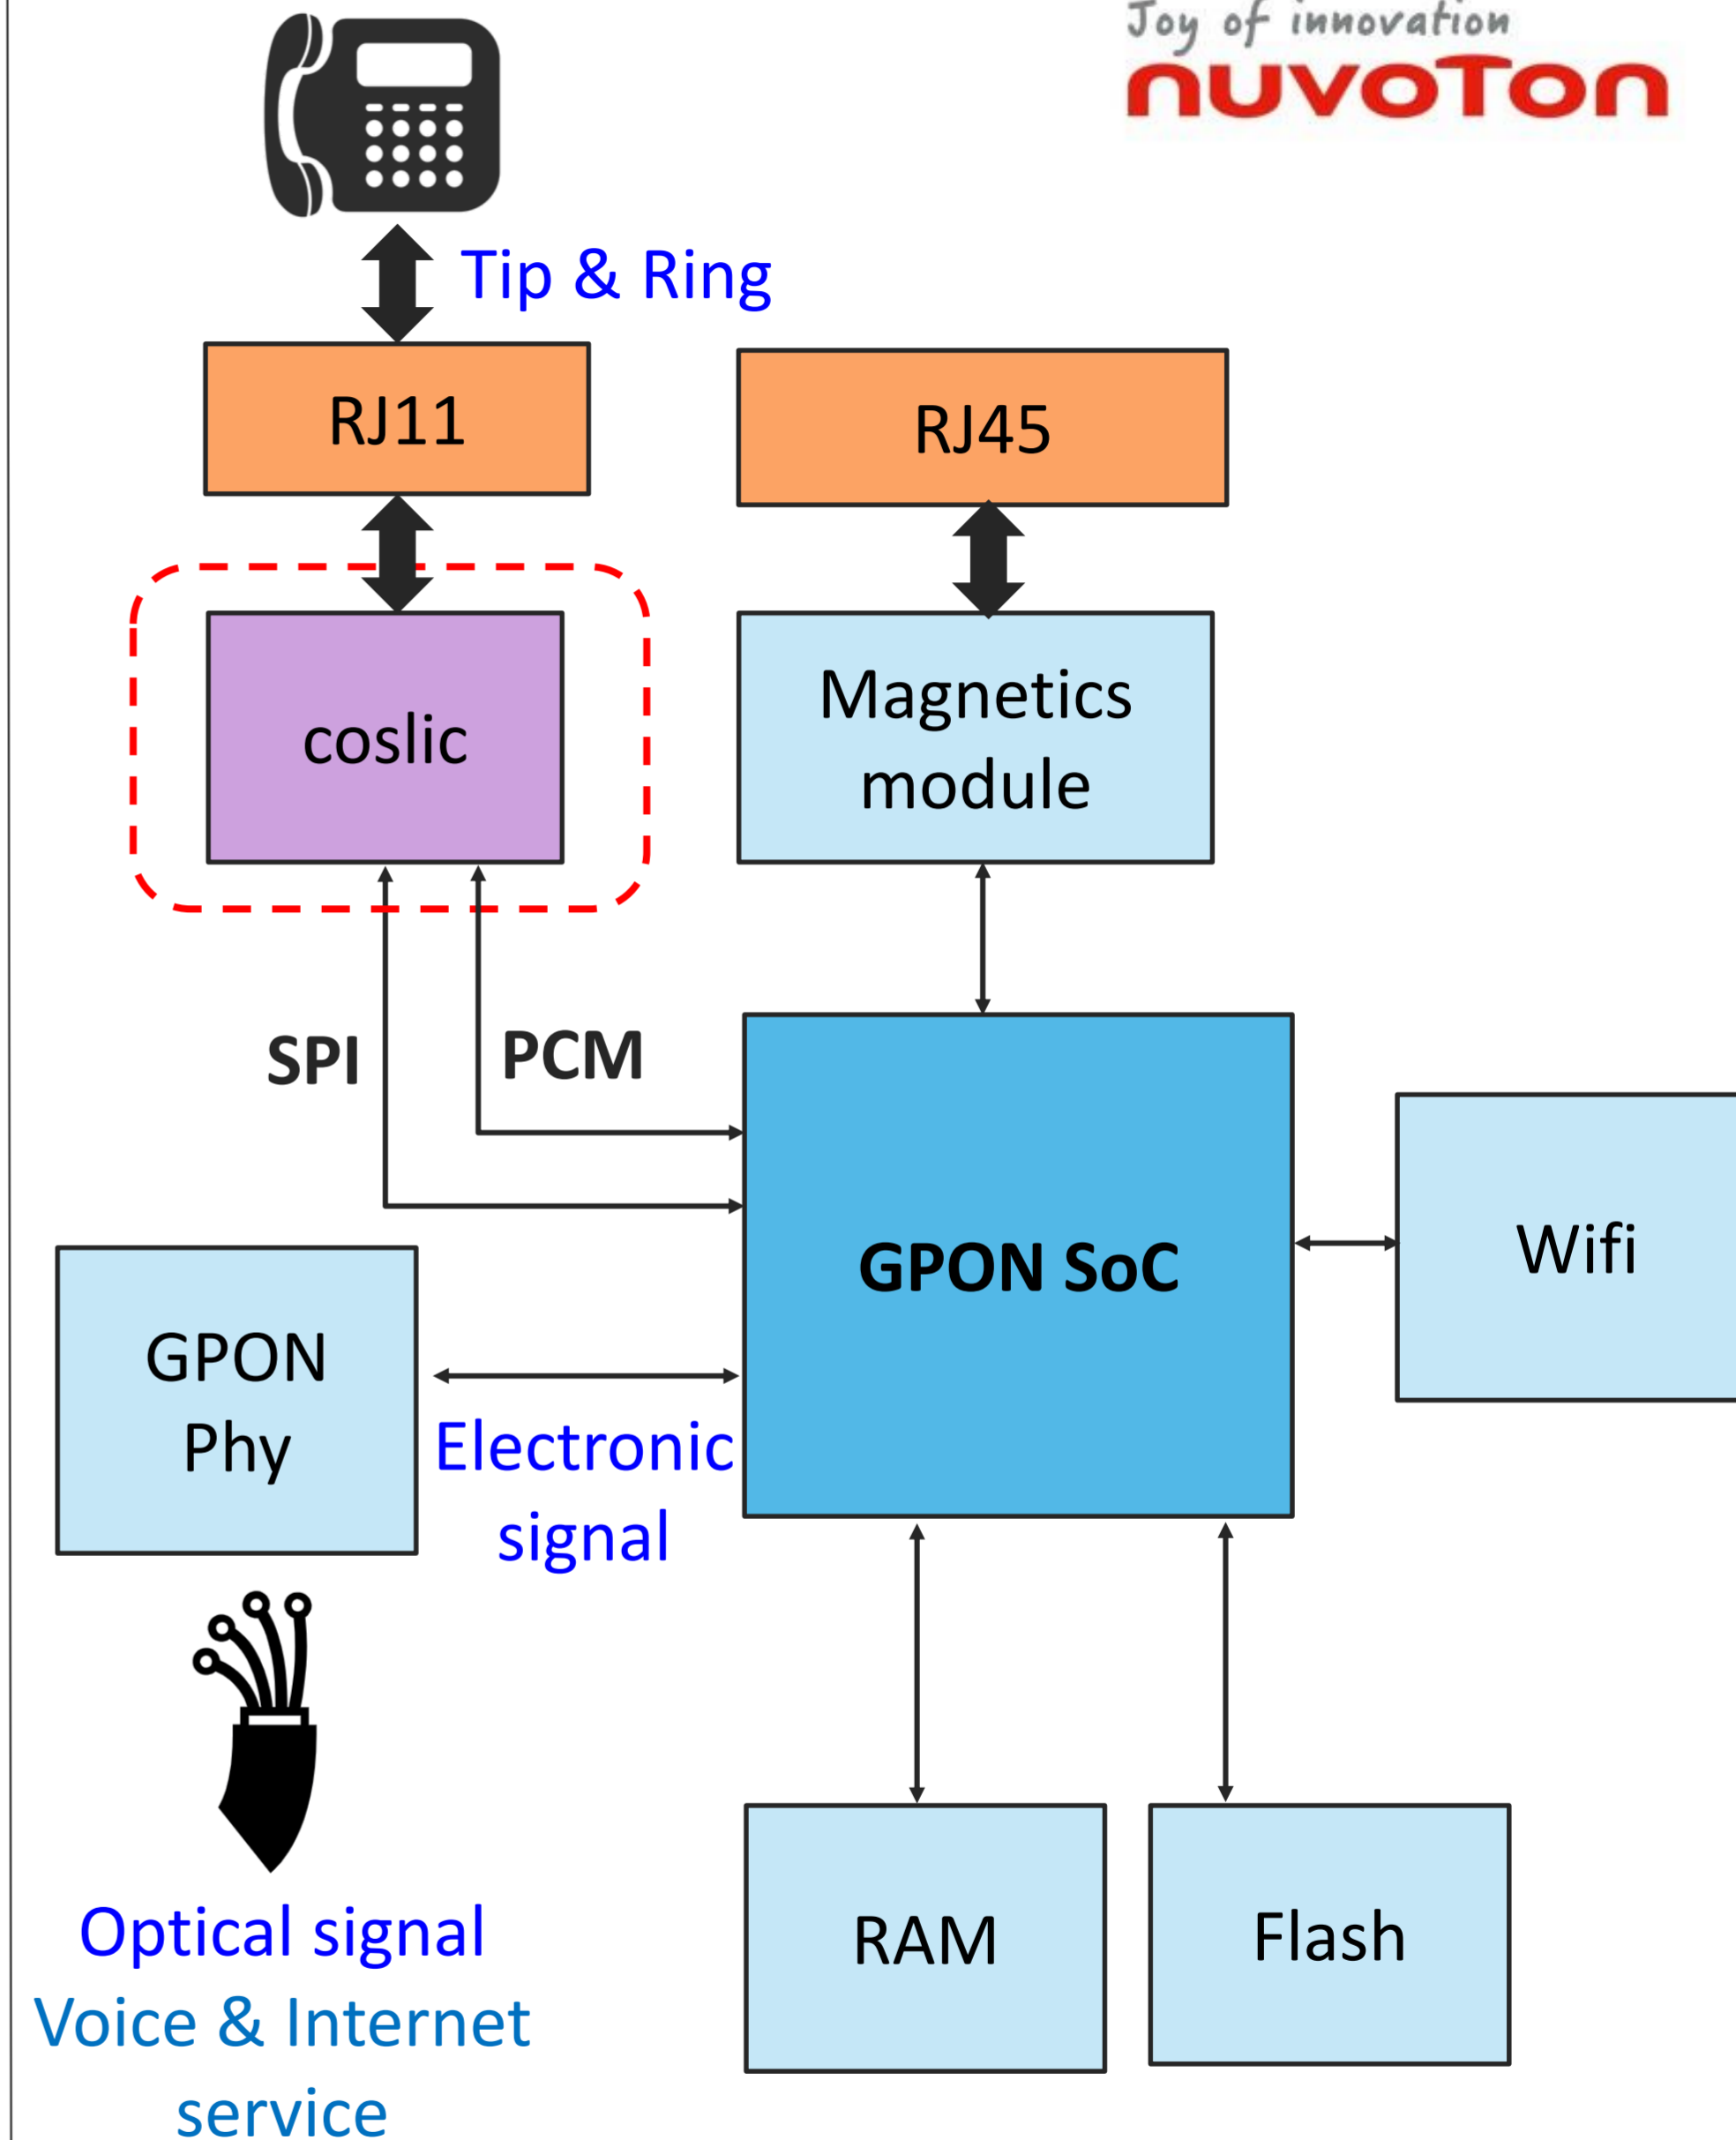 Joy of innovation
nuvoTon
Tip & Ring
RJ11
RJ45
coslic
Magnetics
module
SPI
PCM
GPON SoC
Wifi
GPON
Phy
Electronic
signal
Optical signal
Voice & Internet
service
RAM
Flash